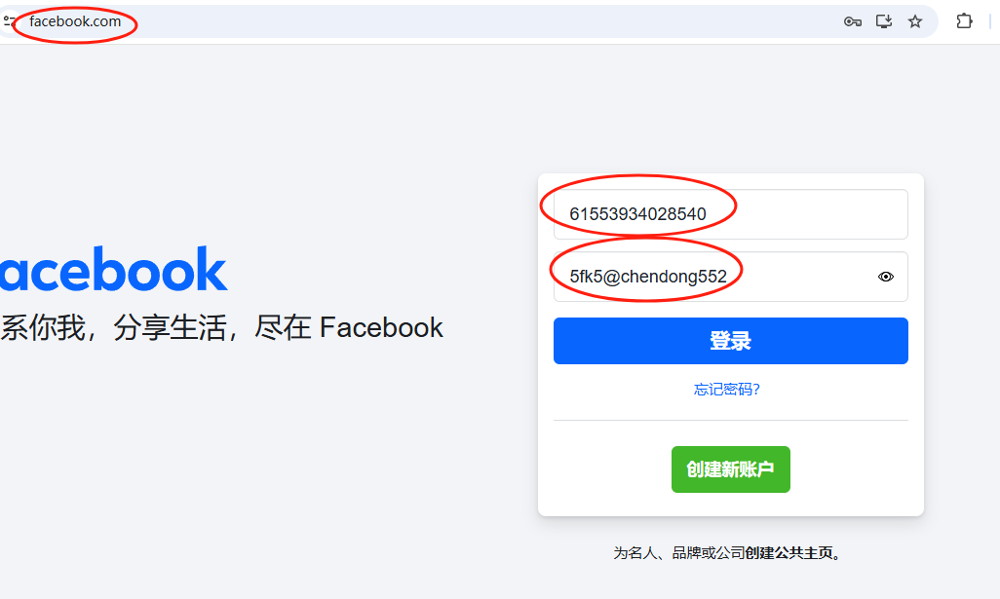 facebook.com
61553934028540
5fk5@chendong552
acebook
系你我，分享生活，尽在 Facebook
登录
忘记密码？
创建新账户
为名人、品牌或公司创建公共主页。